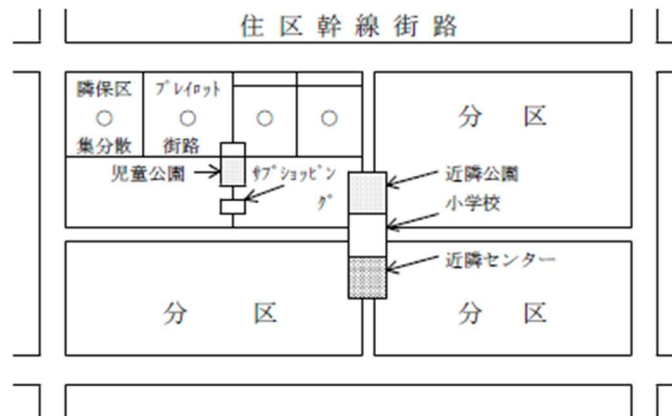 住区幹線街路
隣保区
○
集分散
プレイロット
○
街路
○
○
児童公園
サブショッピン
グ
分 区
近隣公園
小学校
近隣センター
分 区
分 区